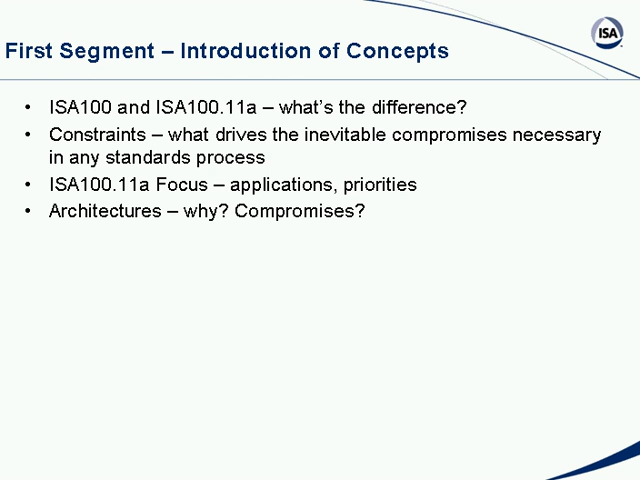 ISA
First Segment – Introduction of Concepts
• ISA100 and ISA100.11a – what's the difference?
• Constraints – what drives the inevitable compromises necessary
in any standards process
• ISA100.11a Focus – applications, priorities
• Architectures – why? Compromises?